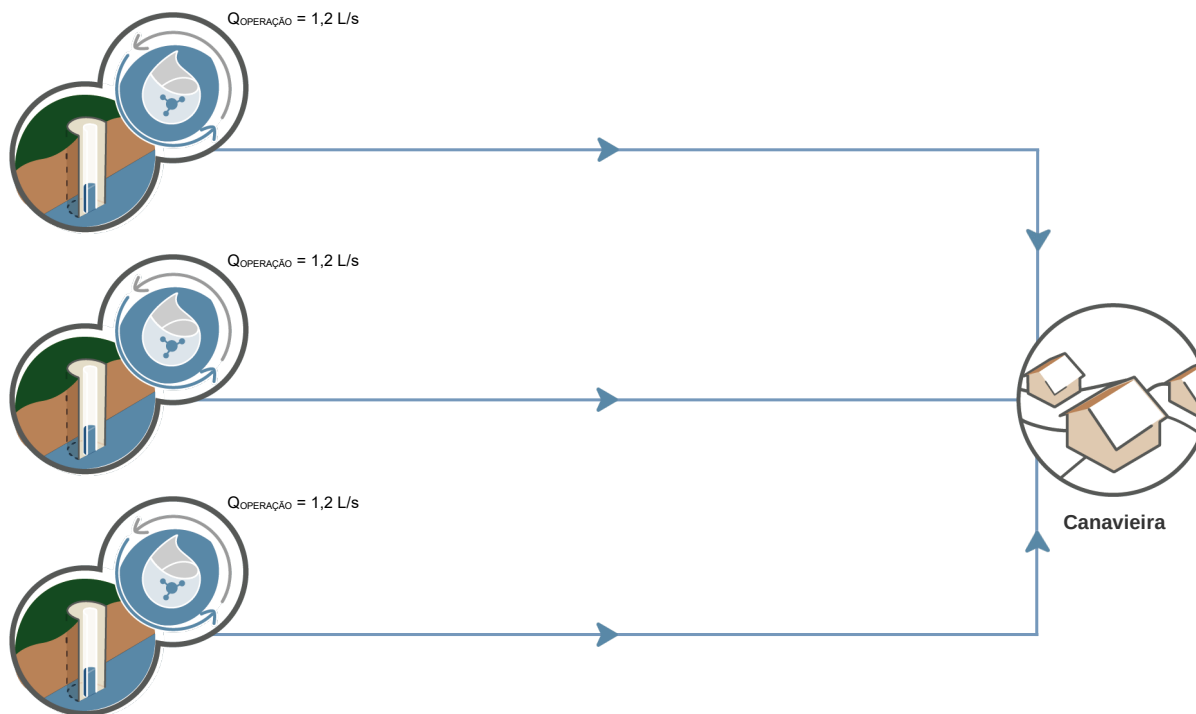 QOPERAÇÃO = 1,2 L/s
QOPERAÇÃO = 1,2 L/s
QOPERAÇÃO = 1,2 L/s
Canavieira